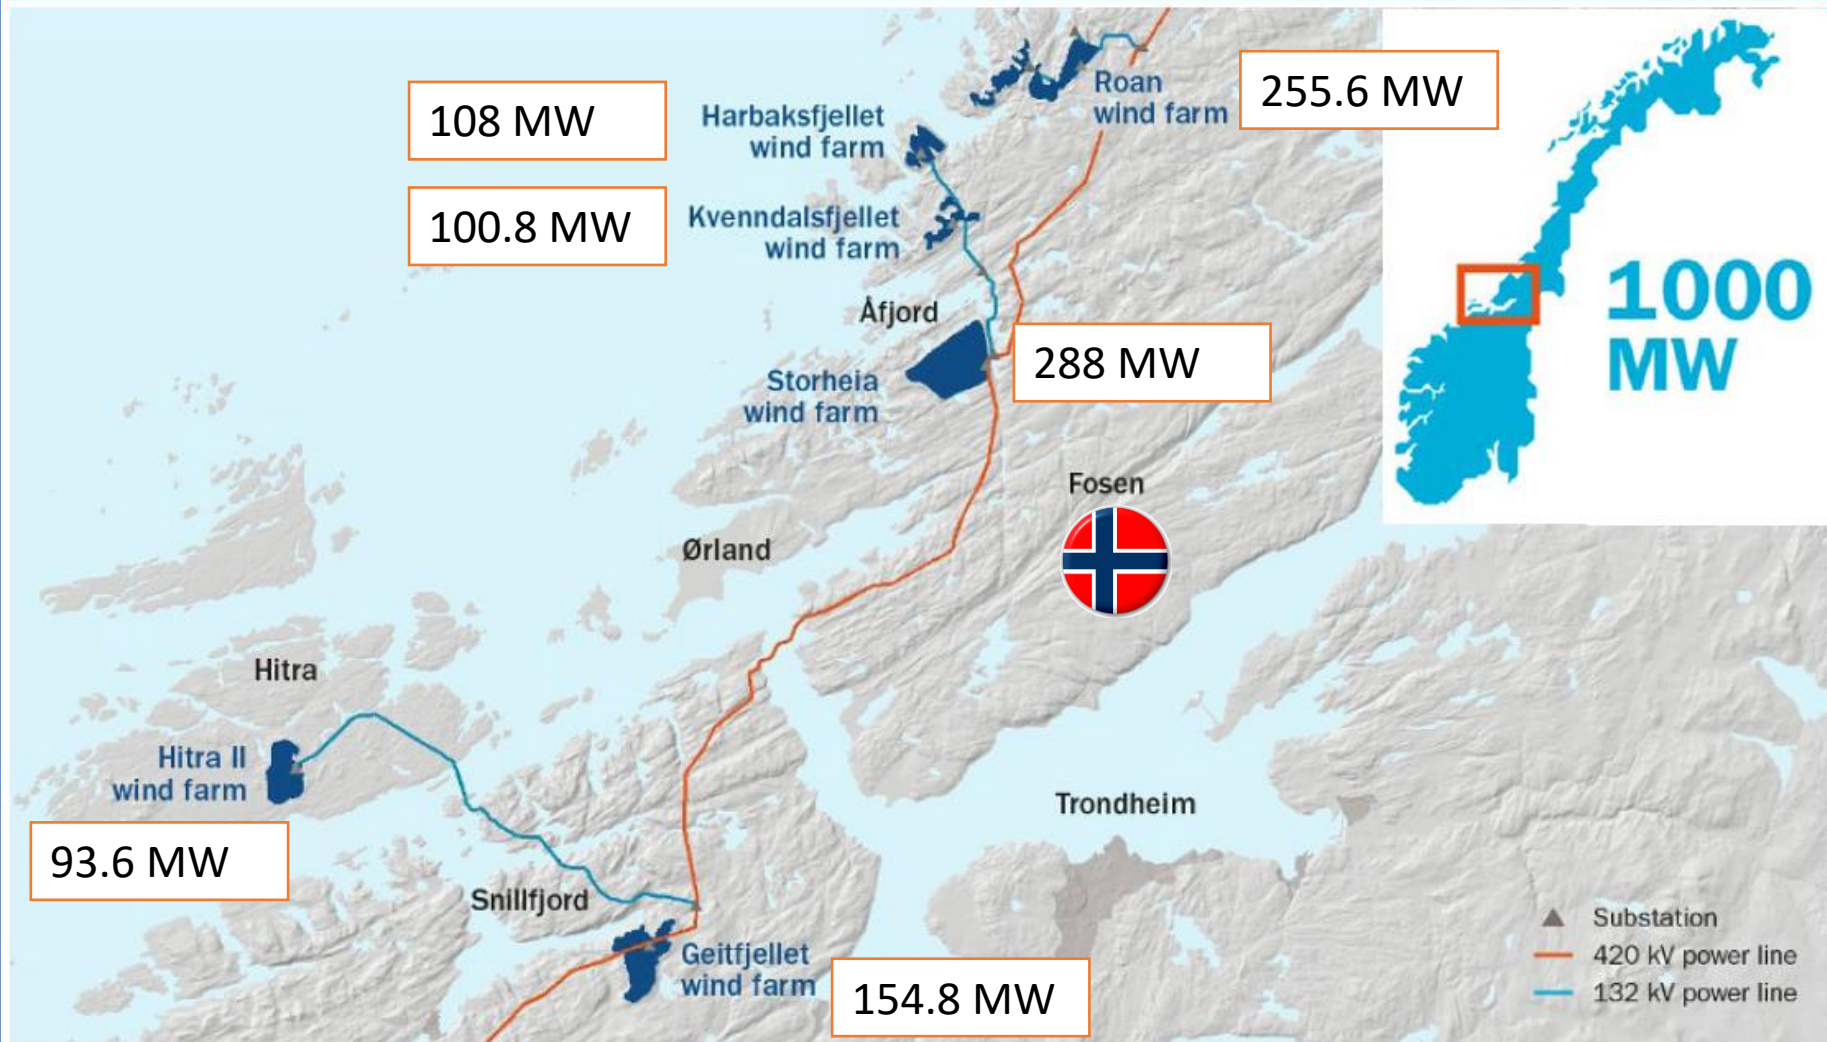 108 MW
Harbaksfjellet
wind farm
Roan
wind farm
255.6 MW
100.8 MW
Kvenndalsfjellet
wind farm
1000
MW
Åfjord
288 MW
Storheia
wind farm
Fosen
Ørland
Hitra
Hitra II
wind farm
93.6 MW
Trondheim
Snillfjord
Geitfjellet
wind farm
154.8 MW
Substation
420 kV power line
132 kV power line